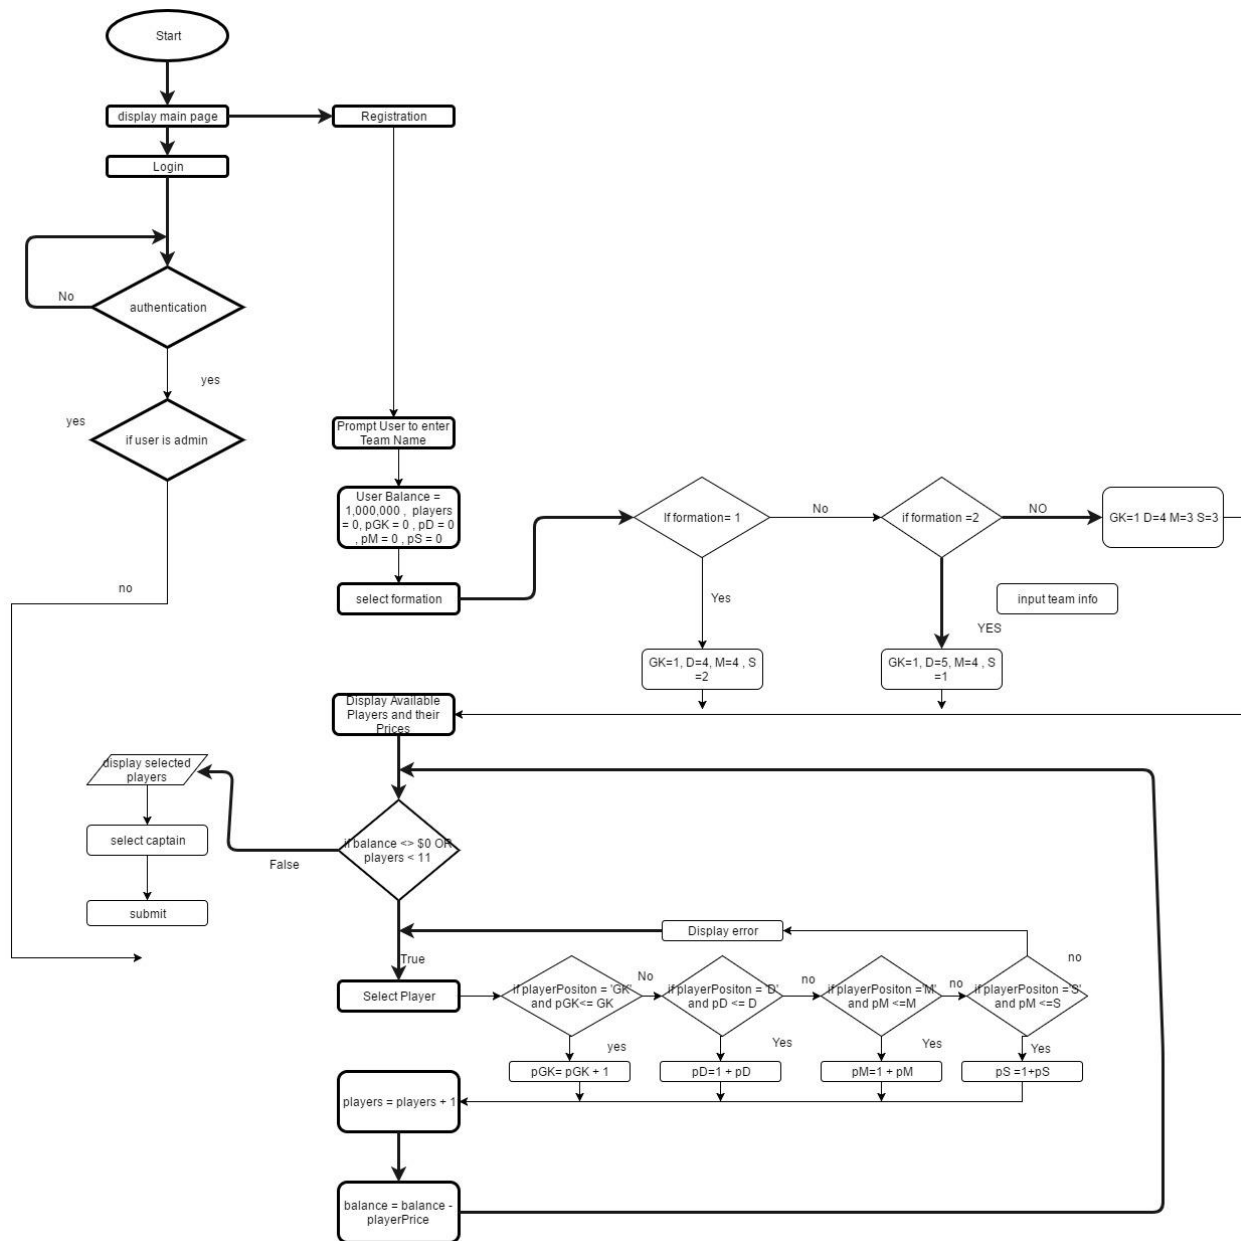 Start
display main page
Registration
Login
No
authentication
yes
yes
if user is admin
no
Prompt User to enter
Team Name
User Balance =
1,000,000 , players
= 0, pGK = 0 , pD = 0
, pM = 0 , pS = 0
select formation
If formation= 1
No
if formation =2
NO
GK=1 D=4 M=3 S=3
Yes
input team info
YES
GK=1, D=4, M=4 , S
=2
GK=1, D=5, M=4 , S
=1
Display Available
Players and their
Prices
display selected
players
select captain
submit
if balance <> $0 OR
players < 11
False
True
Display error
no
Select Player
if playerPositon = 'GK'
and pGK<= GK
No
if playerPositon = 'D'
and pD <= D
no
if playerPositon ='M'
and pM <=M
no
if playerPositon ='S'
and pM <=S
yes
Yes
Yes
Yes
pGK= pGK + 1
pD=1 + pD
pM=1 + pM
pS =1+pS
players = players + 1
balance = balance -
playerPrice